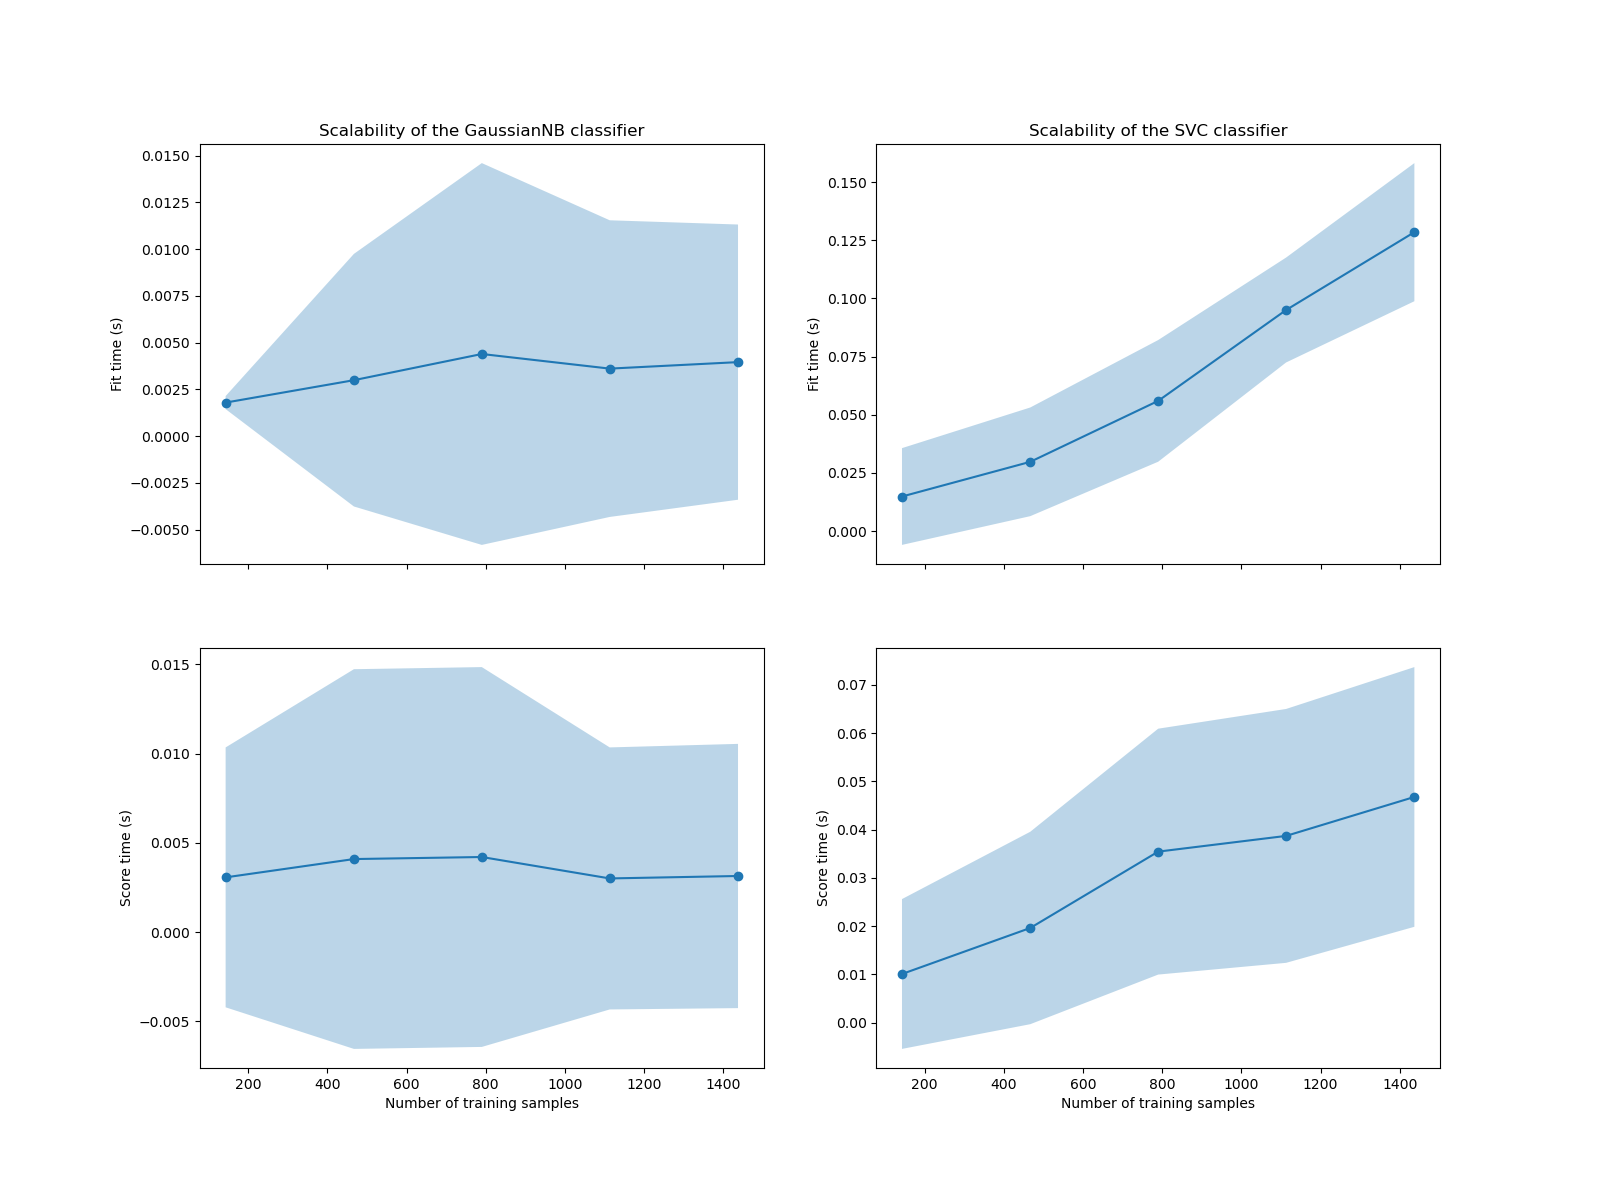 Scalability of the GaussianNB classifier
0.0150
0.0125
0.0100
0.0075
0.0050
0.0025
0.0000
−0.0025
−0.0050
Fit time (s)
Scalability of the SVC classifier
0.150
0.125
0.100
0.075
0.050
0.025
0.000
Fit time (s)
0.015
0.010
0.005
0.000
−0.005
Score time (s)
200 400 600 800 1000 1200 1400
Number of training samples
0.07
0.06
0.05
0.04
0.03
0.02
0.01
0.00
Score time (s)
200 400 600 800 1000 1200 1400
Number of training samples